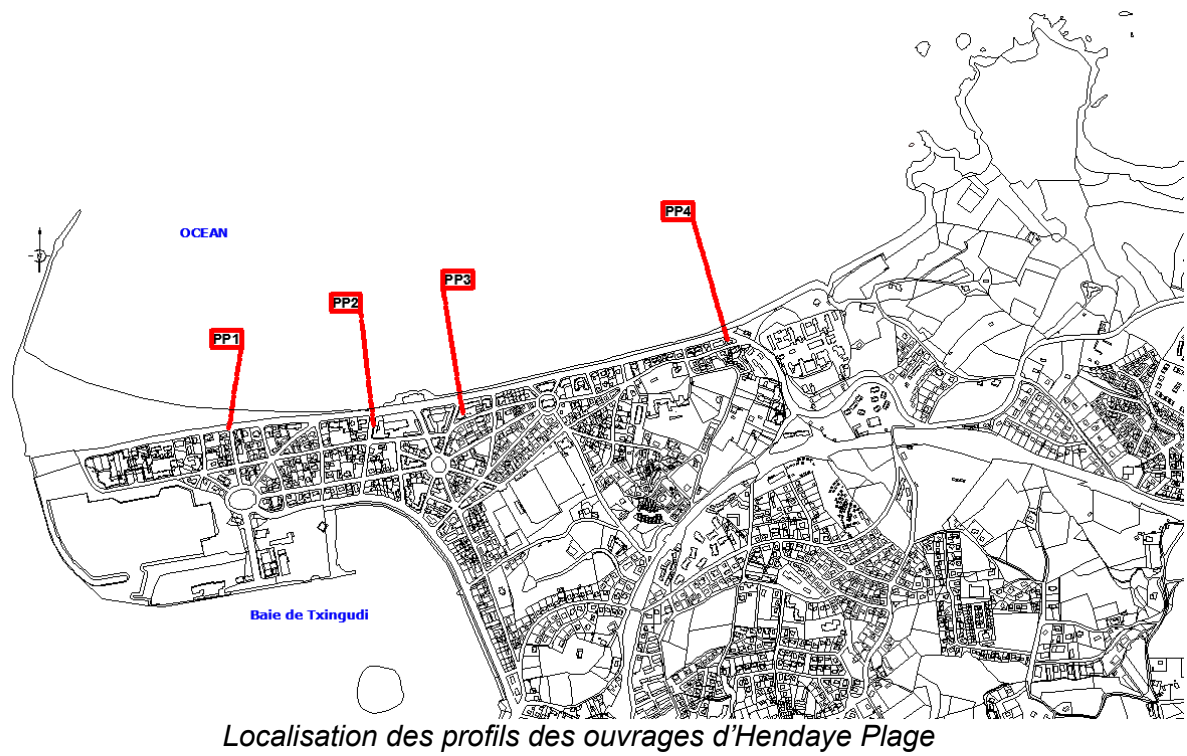 PP4
OCEAN
PP3
PP2
PP1
Baie de Txingudi
Localisation des profils des ouvrages d'Hendaye Plage